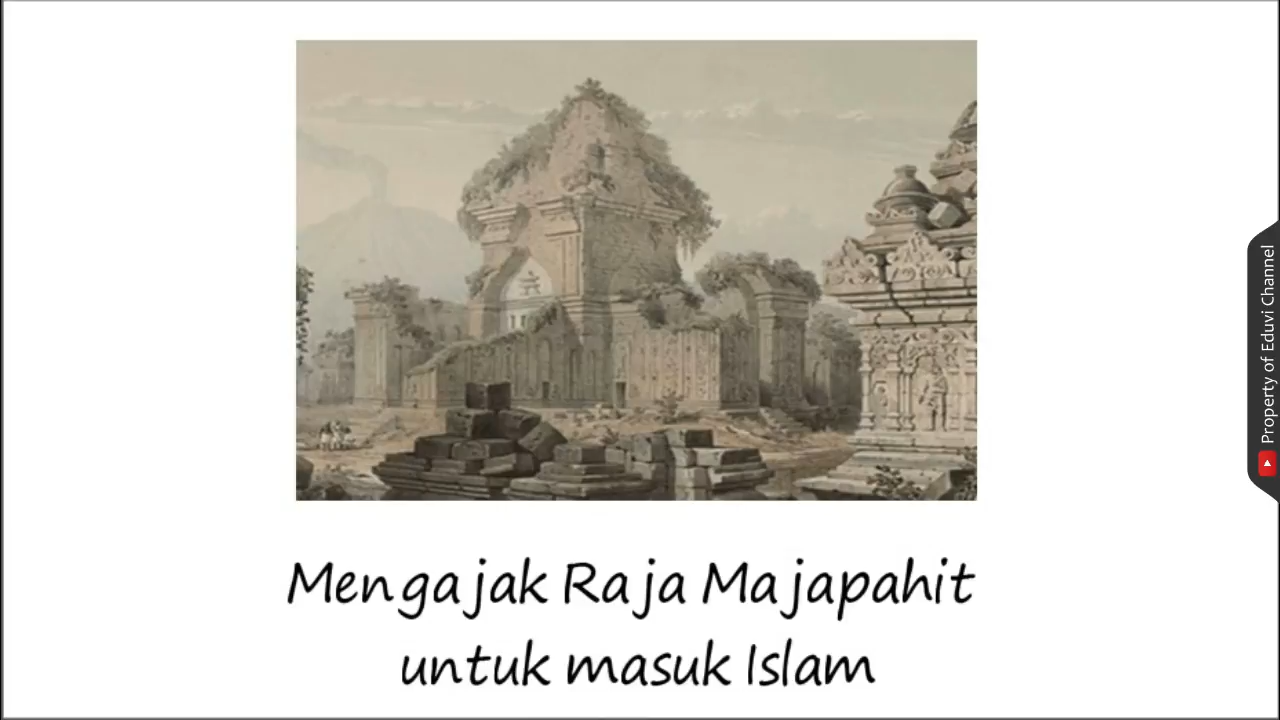 Mengajak Raja Majapahit
untuk masuk Islam
Property of Eduvi Channel